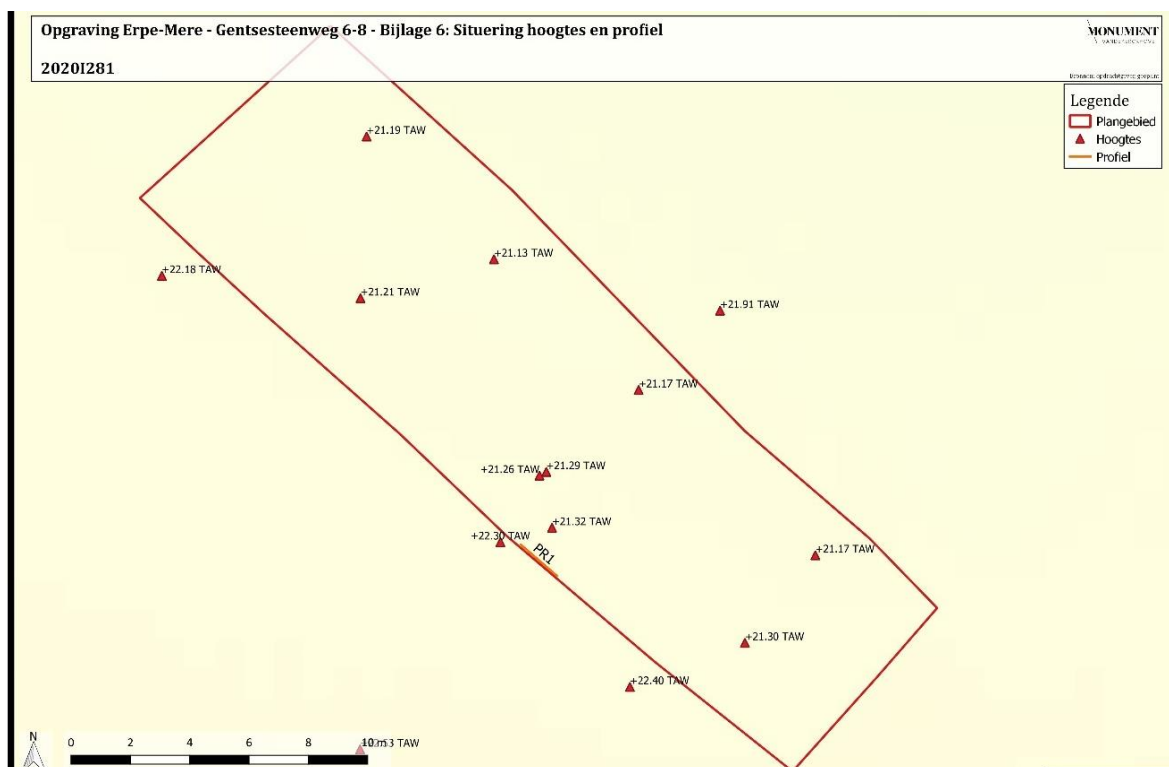 Opgraving Erpe-Mere - Gentsesteenweg 6-8 - Bijlage 6: Situering hoogtes en profiel
2020I281
MONUMENT
Legende
Plangebied
Hoogtes
Profiel
+21.19 TAW
+21.13 TAW
+22.18 TAW
+21.21 TAW
+21.91 TAW
+21.17 TAW
+21.29 TAW
+21.26 TAW
+21.32 TAW
+22.30 TAW
PR1
+21.17 TAW
+21.30 TAW
+22.40 TAW
N
0 2 4 6 8 10 m
TAW